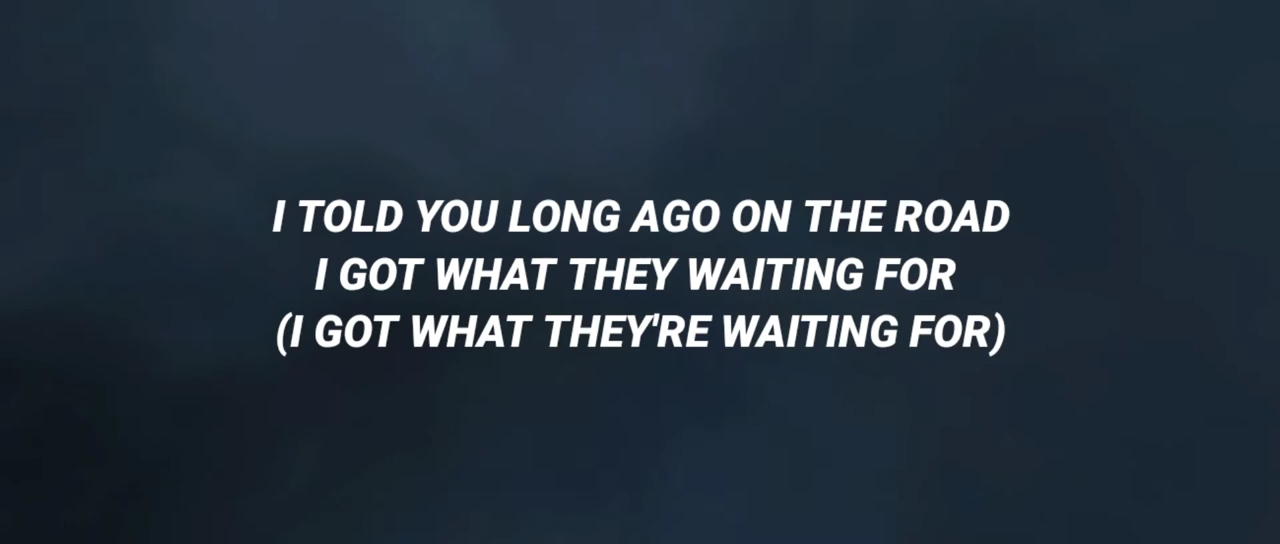 I TOLD YOU LONG AGO ON THE ROAD
I GOT WHAT THEY WAITING FOR
(I GOT WHAT THEY'RE WAITING FOR)